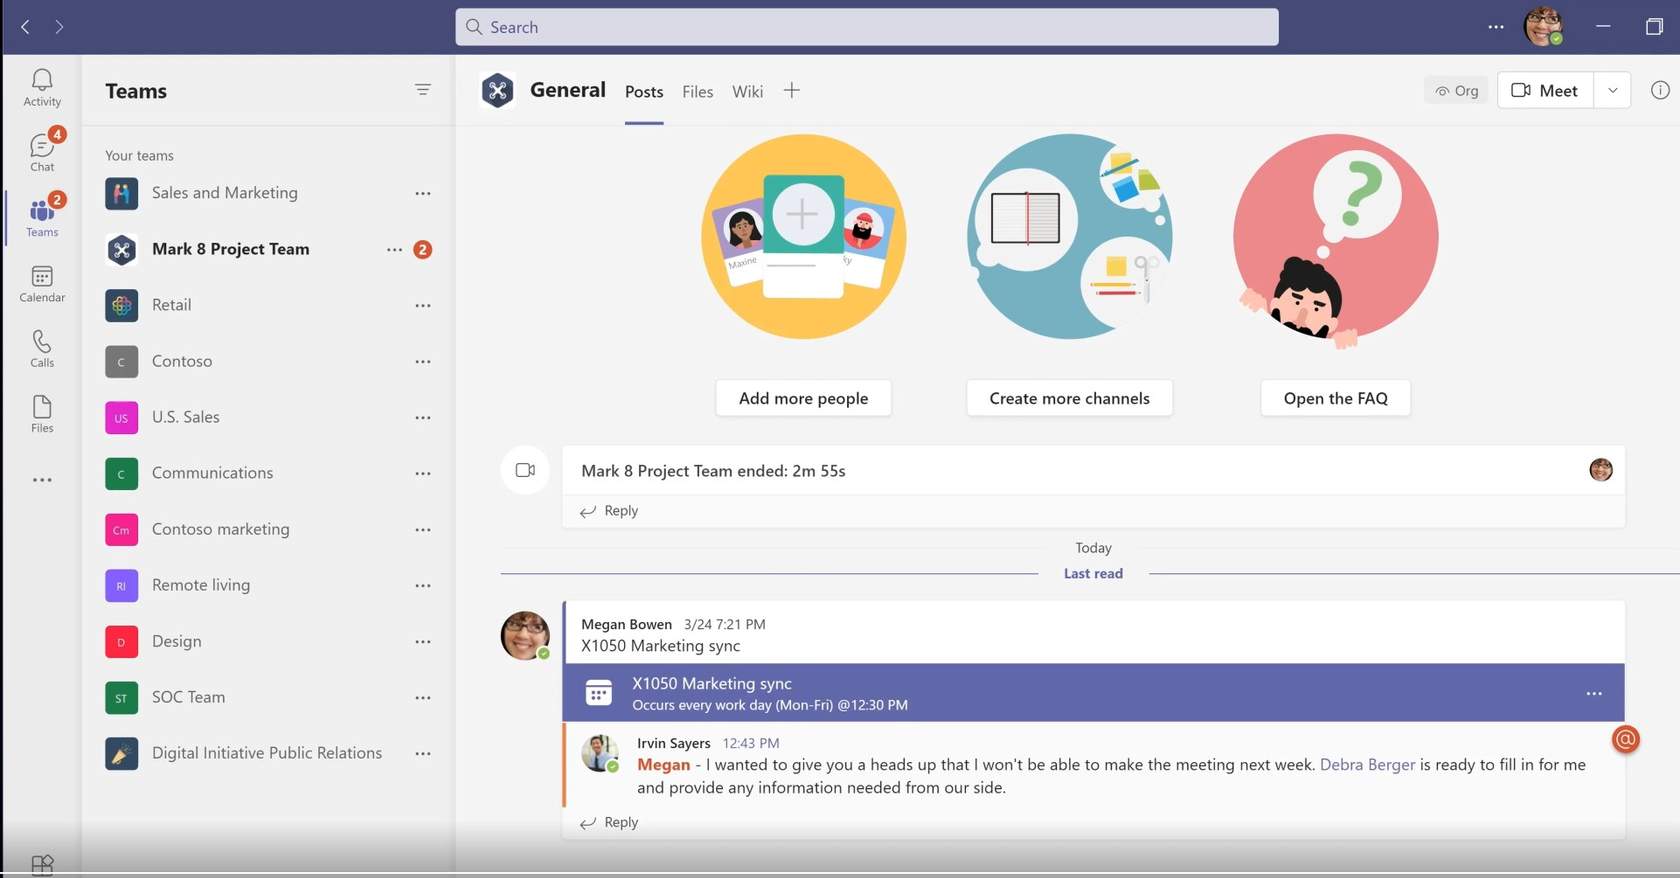 Search
Activity
4
Chat
2
Teams
Calendar
Calls
Files
Teams
Your teams
Sales and Marketing
Mark 8 Project Team
2
Retail
C
Contoso
US
U.S. Sales
C
Communications
Cm
Contoso marketing
Rl
Remote living
D
Design
ST
SOC Team
Digital Initiative Public Relations
General
Posts
Files
Wiki
Org
Meet
Maxine
ky
?
Add more people
Create more channels
Open the FAQ
Mark 8 Project Team ended: 2m 55s
Reply
Today
Last read
Megan Bowen 3/24 7:21 PM
X1050 Marketing sync
X1050 Marketing sync
Occurs every work day (Mon-Fri) @12:30 PM
Irvin Sayers 12:43 PM
@
Megan - I wanted to give you a heads up that I won't be able to make the meeting next week. Debra Berger is ready to fill in for me
and provide any information needed from our side.
Reply